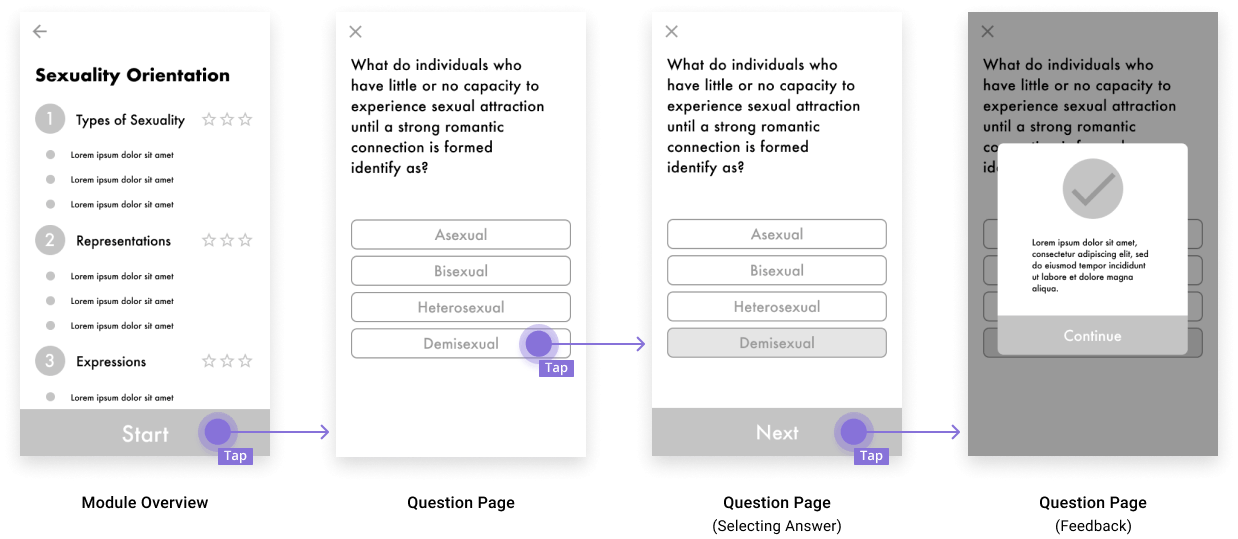 Sexuality Orientation
1 Types of Sexuality
Lorem ipsum dolor sit amet
Lorem ipsum dolor sit amet
Lorem ipsum dolor sit amet
2 Representations
Lorem ipsum dolor sit amet
Lorem ipsum dolor sit amet
Lorem ipsum dolor sit amet
3 Expressions
Lorem ipsum dolor sit amet
Start
Tap
Module Overview
What do individuals who
have little or no capacity to
experience sexual attraction
until a strong romantic
connection is formed
identify as?
Asexual
Bisexual
Heterosexual
Demisexual
Tap
Question Page
What do individuals who
have little or no capacity to
experience sexual attraction
until a strong romantic
connection is formed
identify as?
Asexual
Bisexual
Heterosexual
Demisexual
Next
Tap
Question Page
(Selecting Answer)
What do individuals who
have little or no capacity to
experience sexual attraction
until a strong romantic
Lorem ipsum dolor sit amet,
consectetur adipiscing elit, sed
do eiusmod tempor incididunt
ut labore et dolore magna
aliqua.
Continue
Question Page
(Feedback)